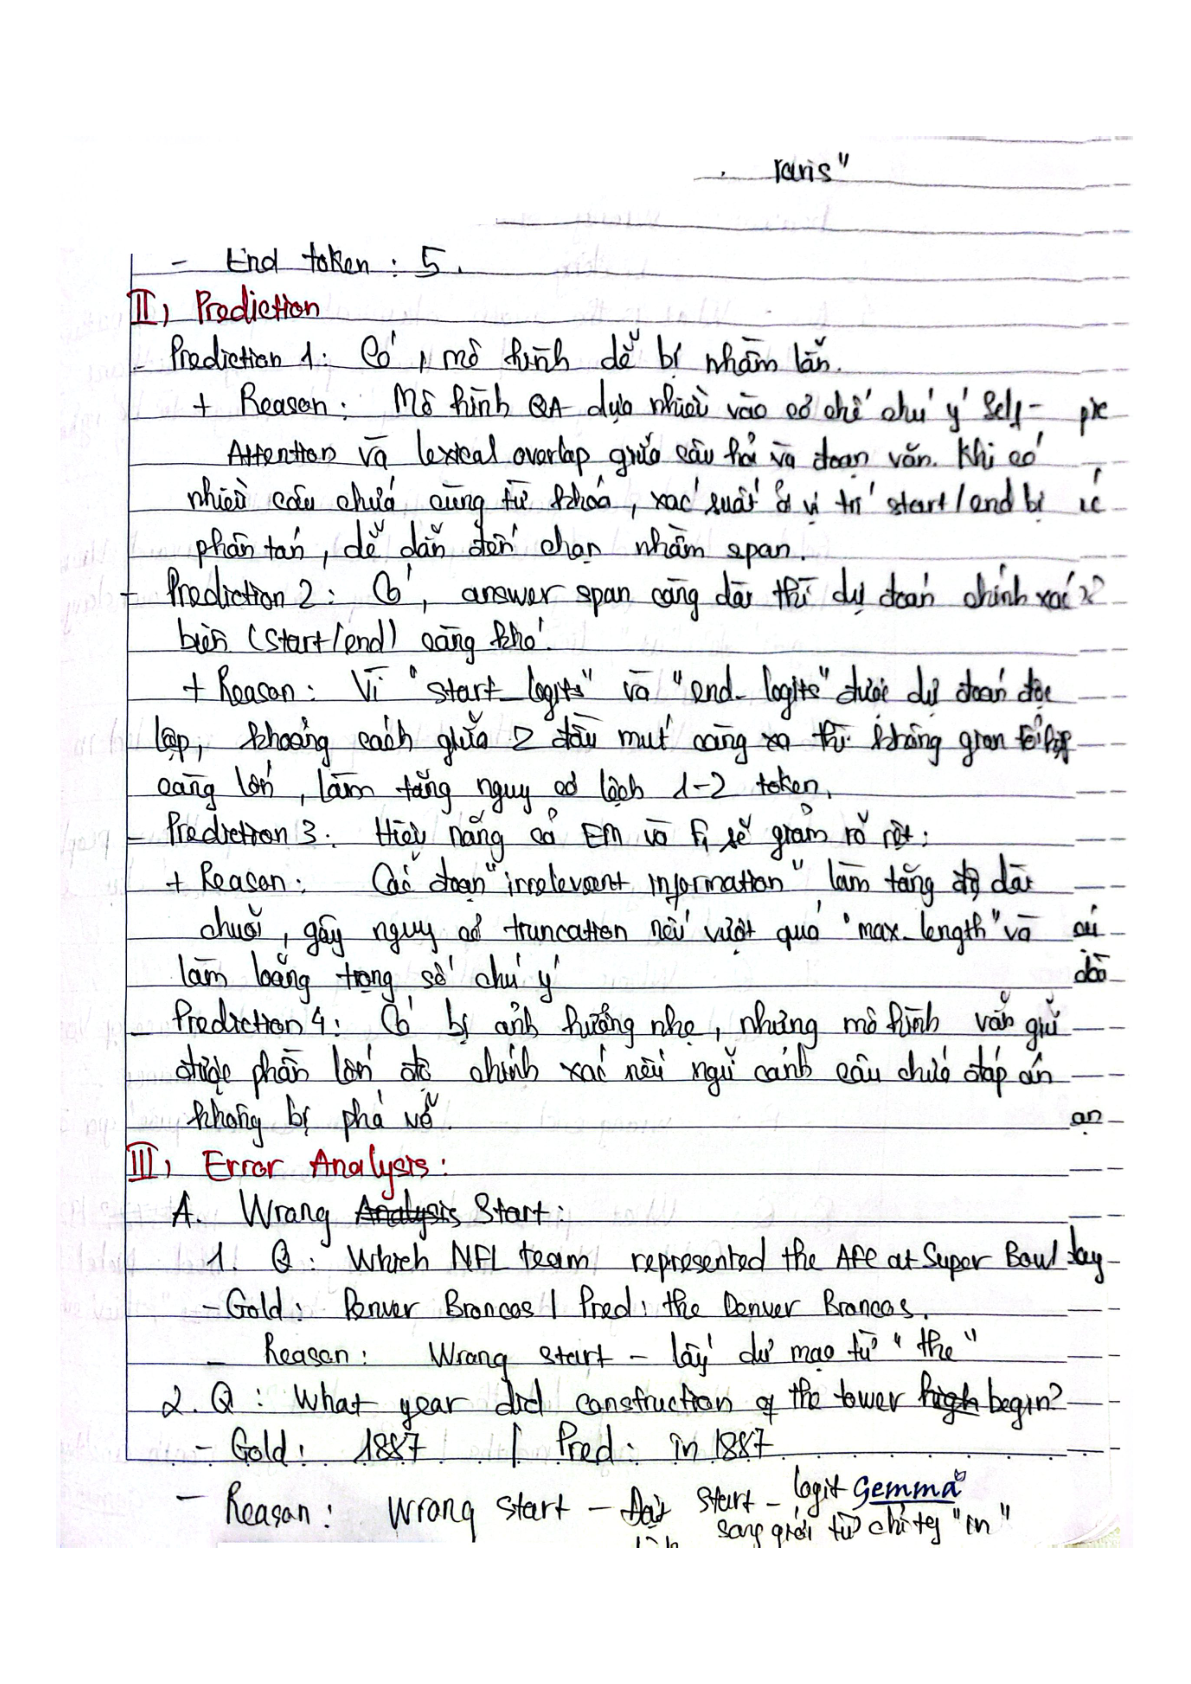 - End token : 5.
II) Prediction
- Prediction 1: Có, mô hình dễ bị nhầm lẫn.
+ Reason: Mô hình QA dựa nhiều vào cơ chế chú ý Self-
Attention và lexical overlap giữa câu hỏi và đoạn văn. Khi có
nhiều câu chứa cùng từ khóa, xác suất ở vị trí start/end bị
phân tán, dễ dẫn đến chọn nhầm span.
- Prediction 2: Có, answer span càng dài thì dự đoán chính xác
biên (start/end) càng khó.
+ Reason: Vì "start_logits" và "end_logits" được dự đoán độc
lập, khoảng cách giữa 2 đầu mút càng xa thì không gian tổ hợp
càng lớn, làm tăng nguy cơ lệch 1-2 token.
- Prediction 3: Hiệu năng cả EM và F1 sẽ giảm rõ rệt:
+ Reason: Các đoạn "irrelevant information" làm tăng độ dài
chuỗi, gây nguy cơ truncation nếu vượt quá "max_length" và
làm loãng trọng số chú ý
- Prediction 4: Có bị ảnh hưởng nhẹ, nhưng mô hình vẫn giữ
được phần lớn độ chính xác nếu ngữ cảnh câu chứa đáp án
không bị phá vỡ.
III) Error Analysis:
A. Wrong Analysis Start:
1. Q: Which NFL team represented the AFC at Super Bowl
- Gold: Denver Broncos | Pred: the Denver Broncos.
- Reason: Wrong start - lấy dư mạo từ "the"
2. Q: What year did construction of the tower high begin?
- Gold: 1887 | Pred: in 1887
- Reason: Wrong start - Đặt start - logit Gemma
sang giới từ chỉ "in"